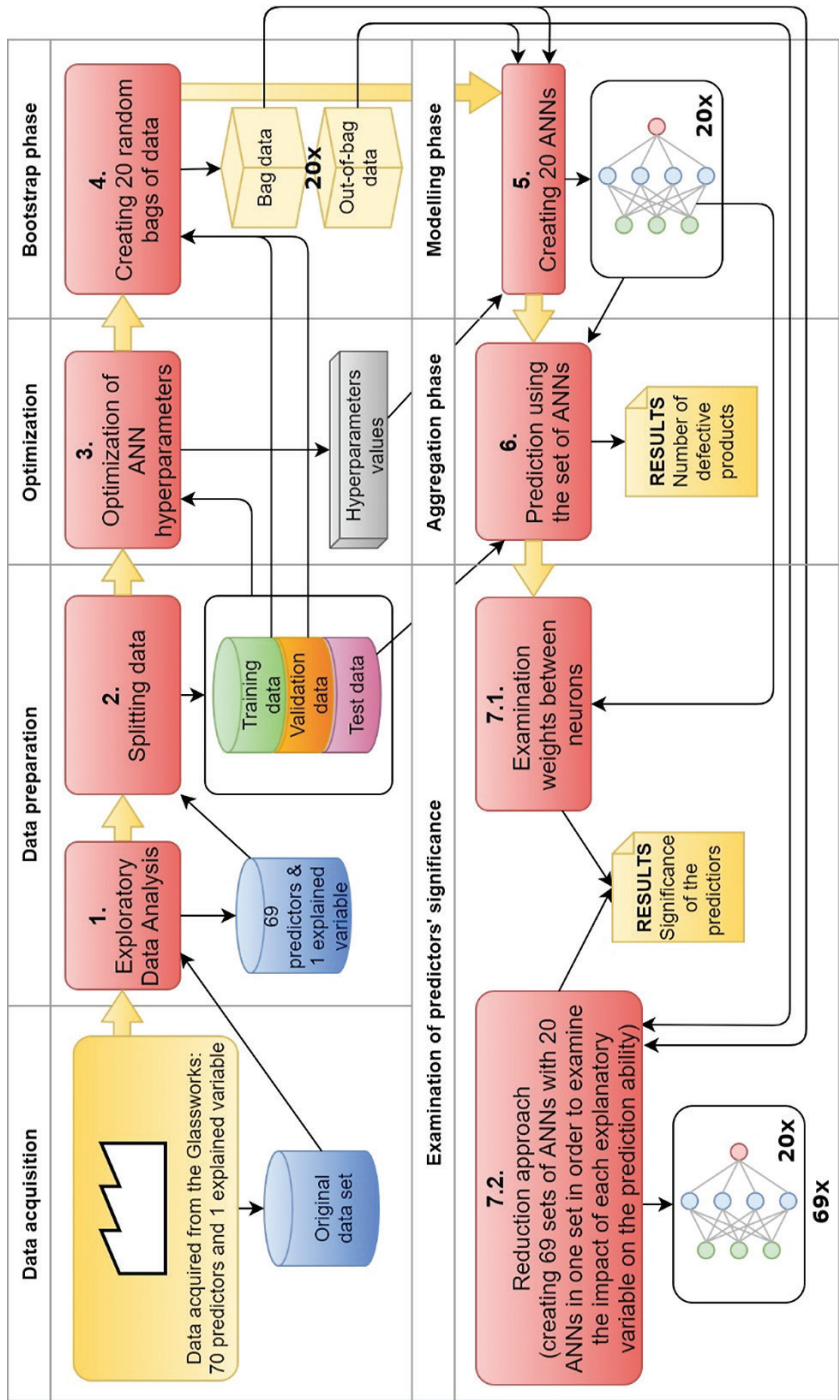 Data acquisition
Data acquired from the Glassworks:
70 predictors and 1 explained variable
Original
data set
Data preparation
1.
Exploratory
Data Analysis
69
predictors &
1 explained
variable
2.
Splitting data
Training
data
Validation
data
Test data
Optimization
3.
Optimization of
ANN
hyperparameters
Hyperparameters
values
Bootstrap phase
4.
Creating 20 random
bags of data
Bag data
20x
Out-of-bag
data
Modelling phase
5.
Creating 20 ANNs
20x
Aggregation phase
6.
Prediction using
the set of ANNs
RESULTS
Number of
defective
products
Examination of predictors' significance
7.1.
Examination
weights between
neurons
RESULTS
Significance
of the
predictiors
7.2.
Reduction approach
(creating 69 sets of ANNs with 20
ANNs in one set in order to examine
the impact of each explanatory
variable on the prediction ability)
20x
69x